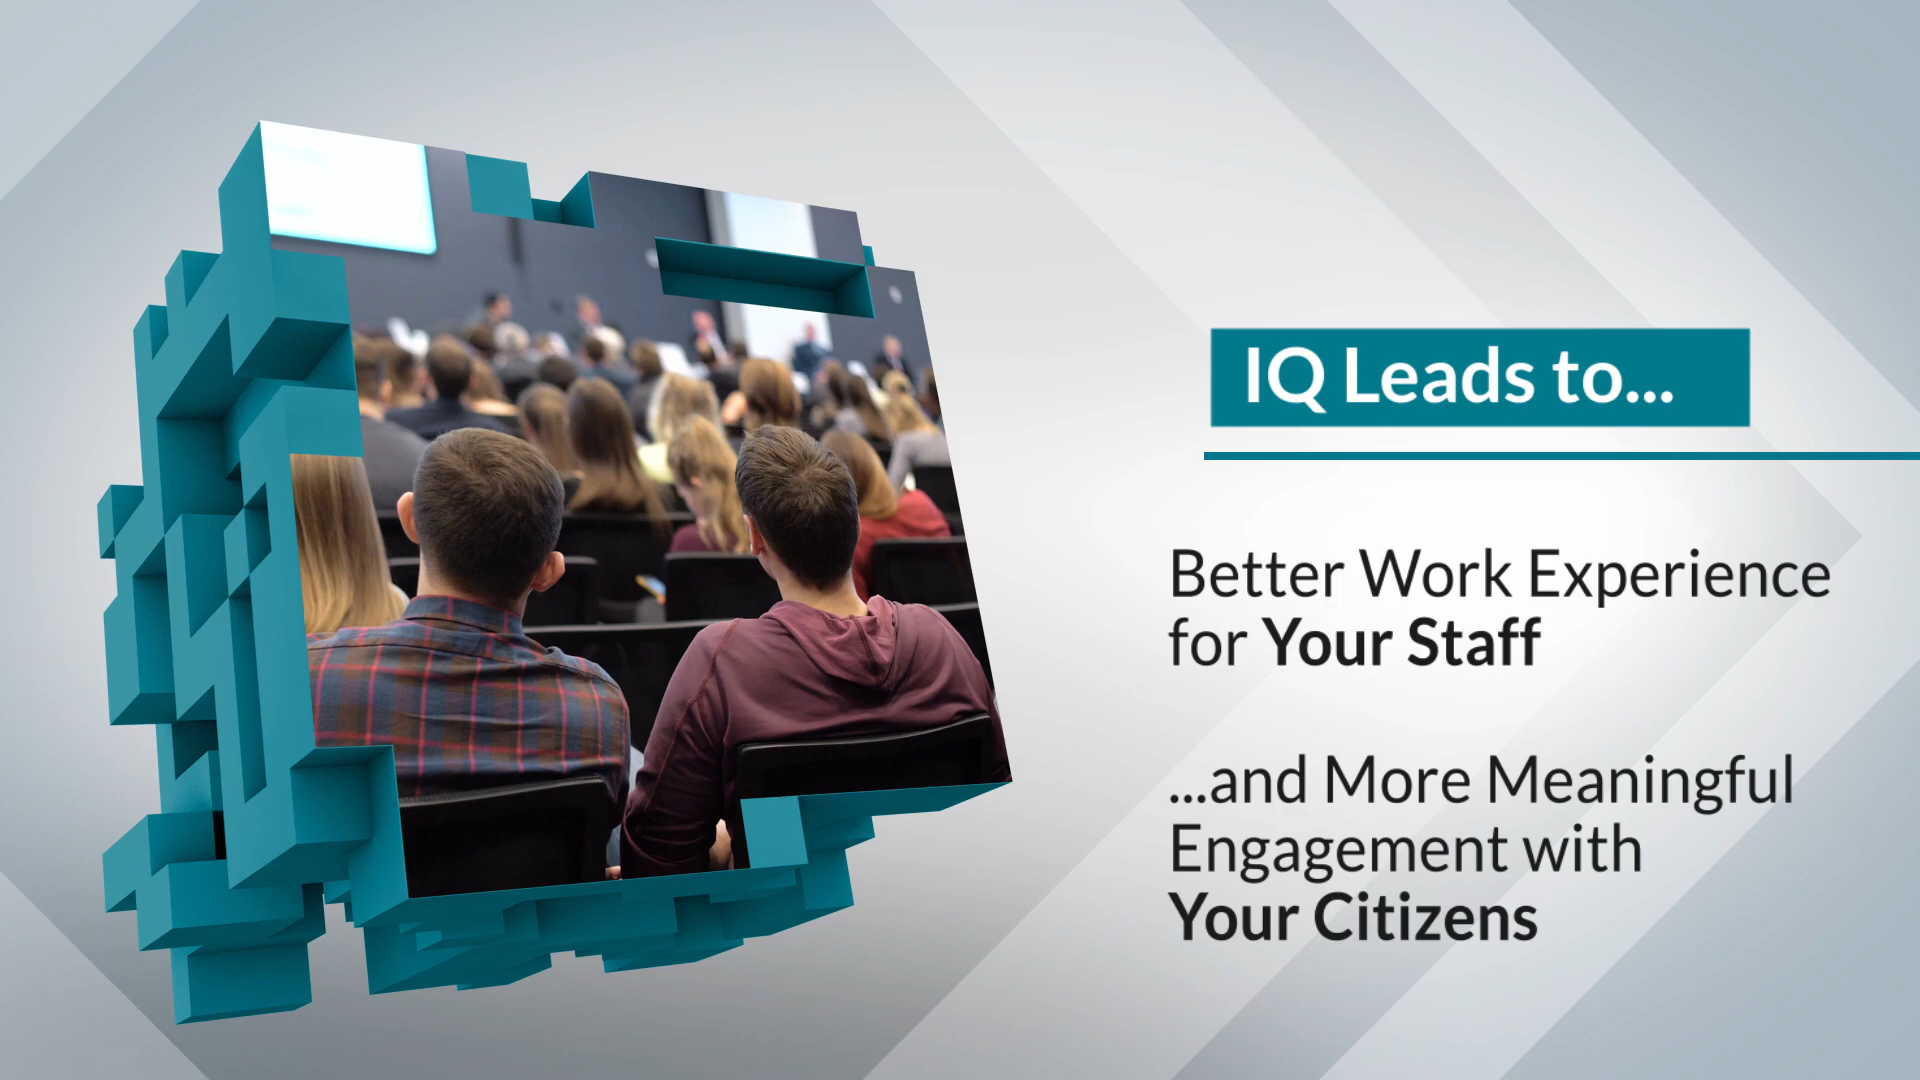 IQ Leads to...
Better Work Experience
for Your Staff
...and More Meaningful
Engagement with
Your Citizens